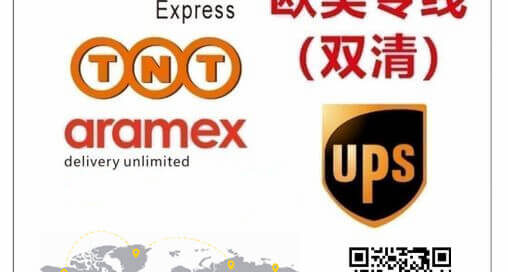 Express
欧美专线
(双清)
TNT
aramex
delivery unlimited
ups